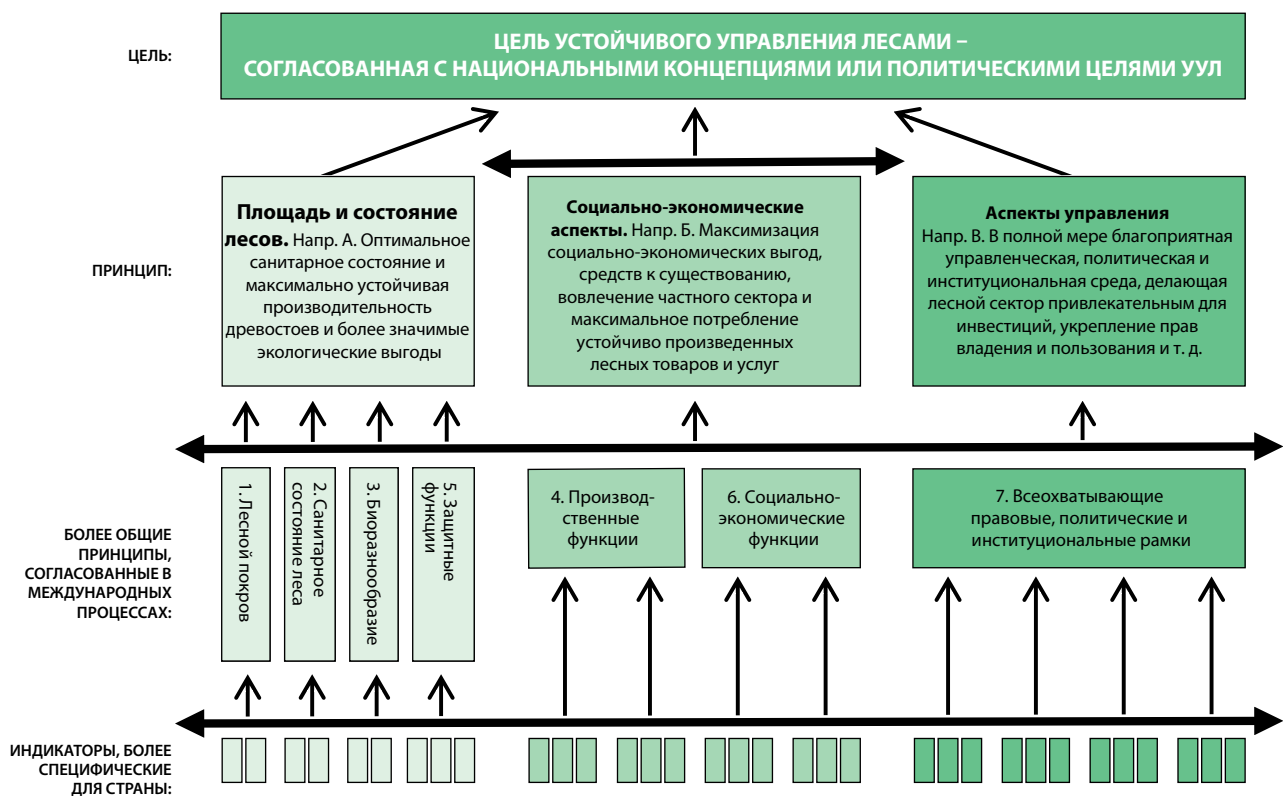 ЦЕЛЬ:
ЦЕЛЬ УСТОЙЧИВОГО УПРАВЛЕНИЯ ЛЕСАМИ –
СОГЛАСОВАННАЯ С НАЦИОНАЛЬНЫМИ КОНЦЕПЦИЯМИ ИЛИ ПОЛИТИЧЕСКИМИ ЦЕЛЯМИ УУЛ
ПРИНЦИП:
Площадь и состояние
лесов. Напр. А. Оптимальное
санитарное состояние и
максимально устойчивая
производительность
древостоев и более значимые
экологические выгоды
Социально-экономические
аспекты. Напр. Б. Максимизация
социально-экономических выгод,
средств к существованию,
вовлечение частного сектора и
максимальное потребление
устойчиво произведенных
лесных товаров и услуг
Аспекты управления
Напр. В. В полной мере благоприятная
управленческая, политическая и
институциональная среда, делающая
лесной сектор привлекательным для
инвестиций, укрепление прав
владения и пользования и т. д.
БОЛЕЕ ОБЩИЕ
ПРИНЦИПЫ,
СОГЛАСОВАННЫЕ В
МЕЖДУНАРОДНЫХ
ПРОЦЕССАХ:
1. Лесной покров
2. Санитарное
состояние леса
3. Биоразнообразие
5. Защитные
функции
4. Производ-
ственные
функции
6. Социально-
экономические
функции
7. Всеохватывающие
правовые, политические и
институциональные рамки
ИНДИКАТОРЫ, БОЛЕЕ
СПЕЦИФИЧЕСКИЕ
ДЛЯ СТРАНЫ: